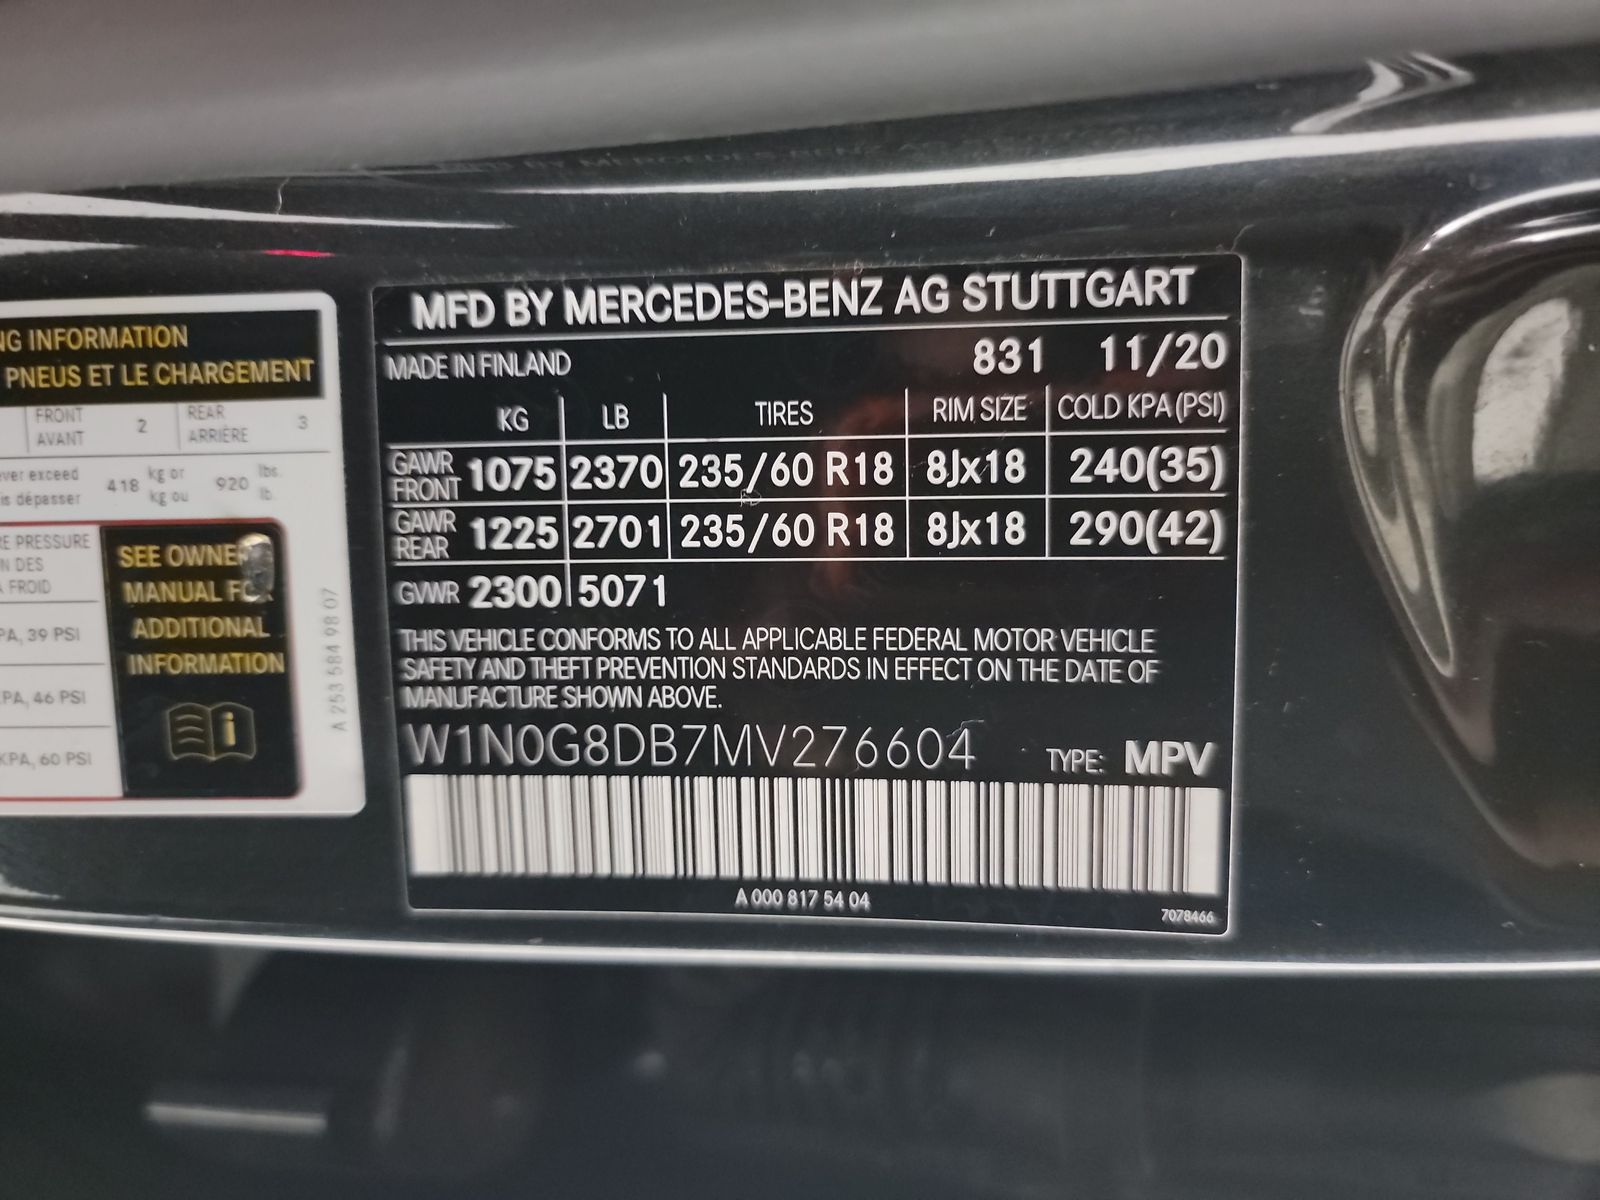 NG INFORMATION
PNEUS ET LE CHARGEMENT
FRONT 2 REAR 3
AVANT ARRIÈRE
ever exceed 418 kg or 920 lbs.
is dépasser kg ou lb.
RE PRESSURE
N DES
FROID
PA, 39 PSI
KPA, 46 PSI
KPA, 60 PSI
SEE OWNER
MANUAL FOR
ADDITIONAL
INFORMATION
i
A 253 584 98 07
MFD BY MERCEDES-BENZ AG STUTTGART
MADE IN FINLAND 831 11/20
KG LB TIRES RIM SIZE COLD KPA (PSI)
GAWR FRONT 1075 2370 235/60 R18 8Jx18 240(35)
GAWR REAR 1225 2701 235/60 R18 8Jx18 290(42)
GVWR 2300 5071
THIS VEHICLE CONFORMS TO ALL APPLICABLE FEDERAL MOTOR VEHICLE
SAFETY AND THEFT PREVENTION STANDARDS IN EFFECT ON THE DATE OF
MANUFACTURE SHOWN ABOVE.
W1N0G8DB7MV276604 TYPE: MPV
A 000 817 54 04
7078466